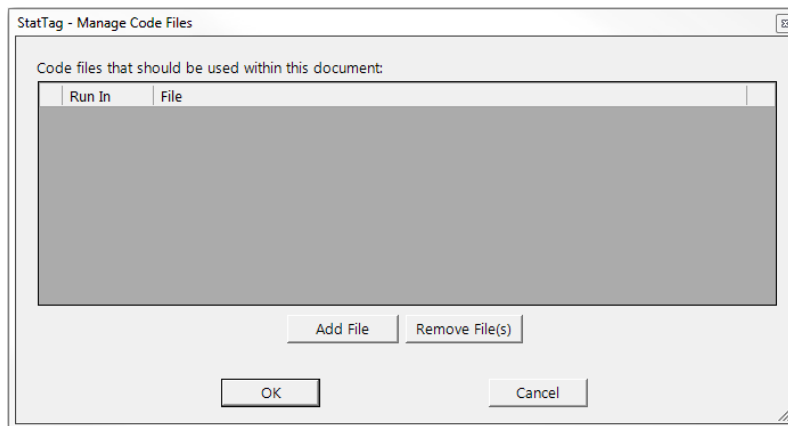 StatTag - Manage Code Files
Code files that should be used within this document:
Run In File
Add File Remove File(s)
OK Cancel